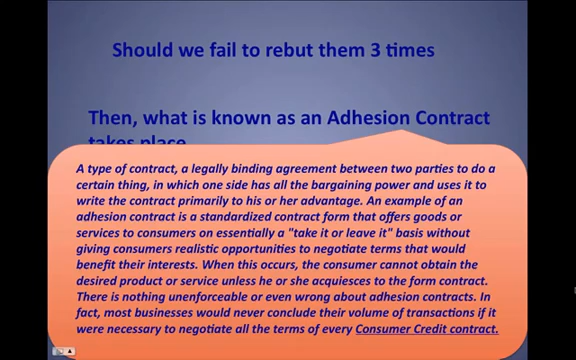 Should we fail to rebut them 3 times
Then, what is known as an Adhesion Contract
takes place
A type of contract, a legally binding agreement between two parties to do a
certain thing, in which one side has all the bargaining power and uses it to
write the contract primarily to his or her advantage. An example of an
adhesion contract is a standardized contract form that offers goods or
services to consumers on essentially a "take it or leave it" basis without
giving consumers realistic opportunities to negotiate terms that would
benefit their interests. When this occurs, the consumer cannot obtain the
desired product or service unless he or she acquiesces to the form contract.
There is nothing unenforceable or even wrong about adhesion contracts. In
fact, most businesses would never conclude their volume of transactions if it
were necessary to negotiate all the terms of every Consumer Credit contract.